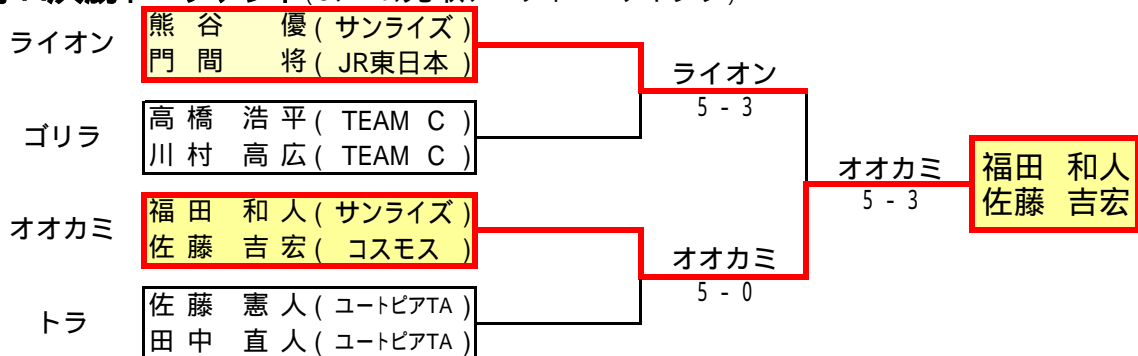 ライオン
熊谷 優 ( サンライズ )
門間 将 ( JR東日本 )
ゴリラ
高橋 浩平 ( TEAM C )
川村 高広 ( TEAM C )
オオカミ
福田 和人 ( サンライズ )
佐藤 吉宏 ( コスモス )
トラ
佐藤 憲人 ( ユートピアTA )
田中 直人 ( ユートピアTA )
ライオン
5 - 3
オオカミ
5 - 0
オオカミ
5 - 3
福田 和人
佐藤 吉宏